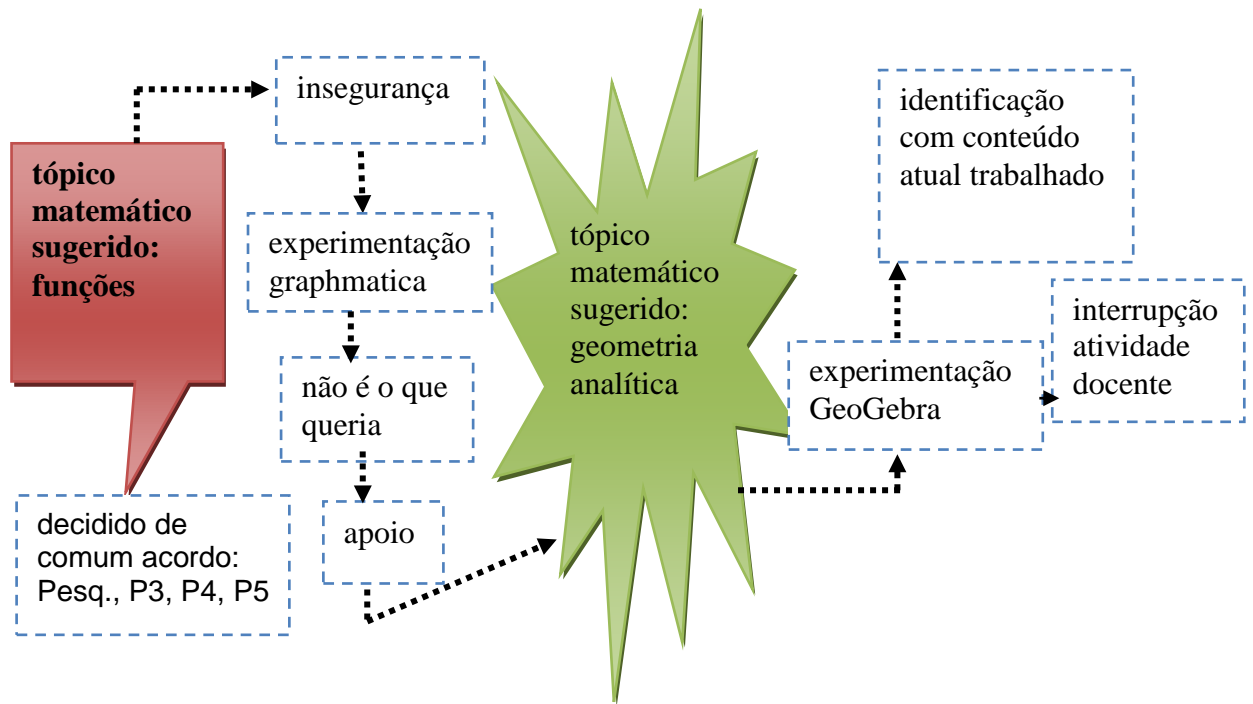 tópico
matemático
sugerido:
funções
decidido de
comum acordo:
Pesq., P3, P4, P5
insegurança
experimentação
graphmatica
não é o que
queria
apoio
tópico
matemático
sugerido:
geometria
analítica
experimentação
GeoGebra
identificação
com conteúdo
atual trabalhado
interrupção
atividade
docente